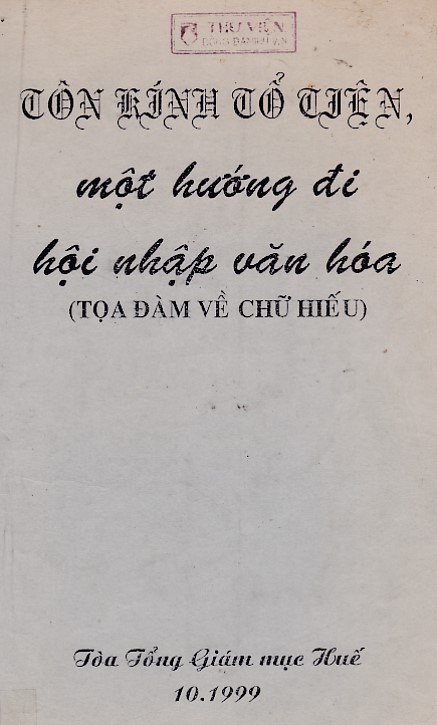 THƯ VIỆN
TÔN KÍNH TỔ TIÊN,
một hướng đi
hội nhập văn hóa
(TỌA ĐÀM VỀ CHỮ HIẾU)
Tòa Tổng Giám mục Huế
10.1999